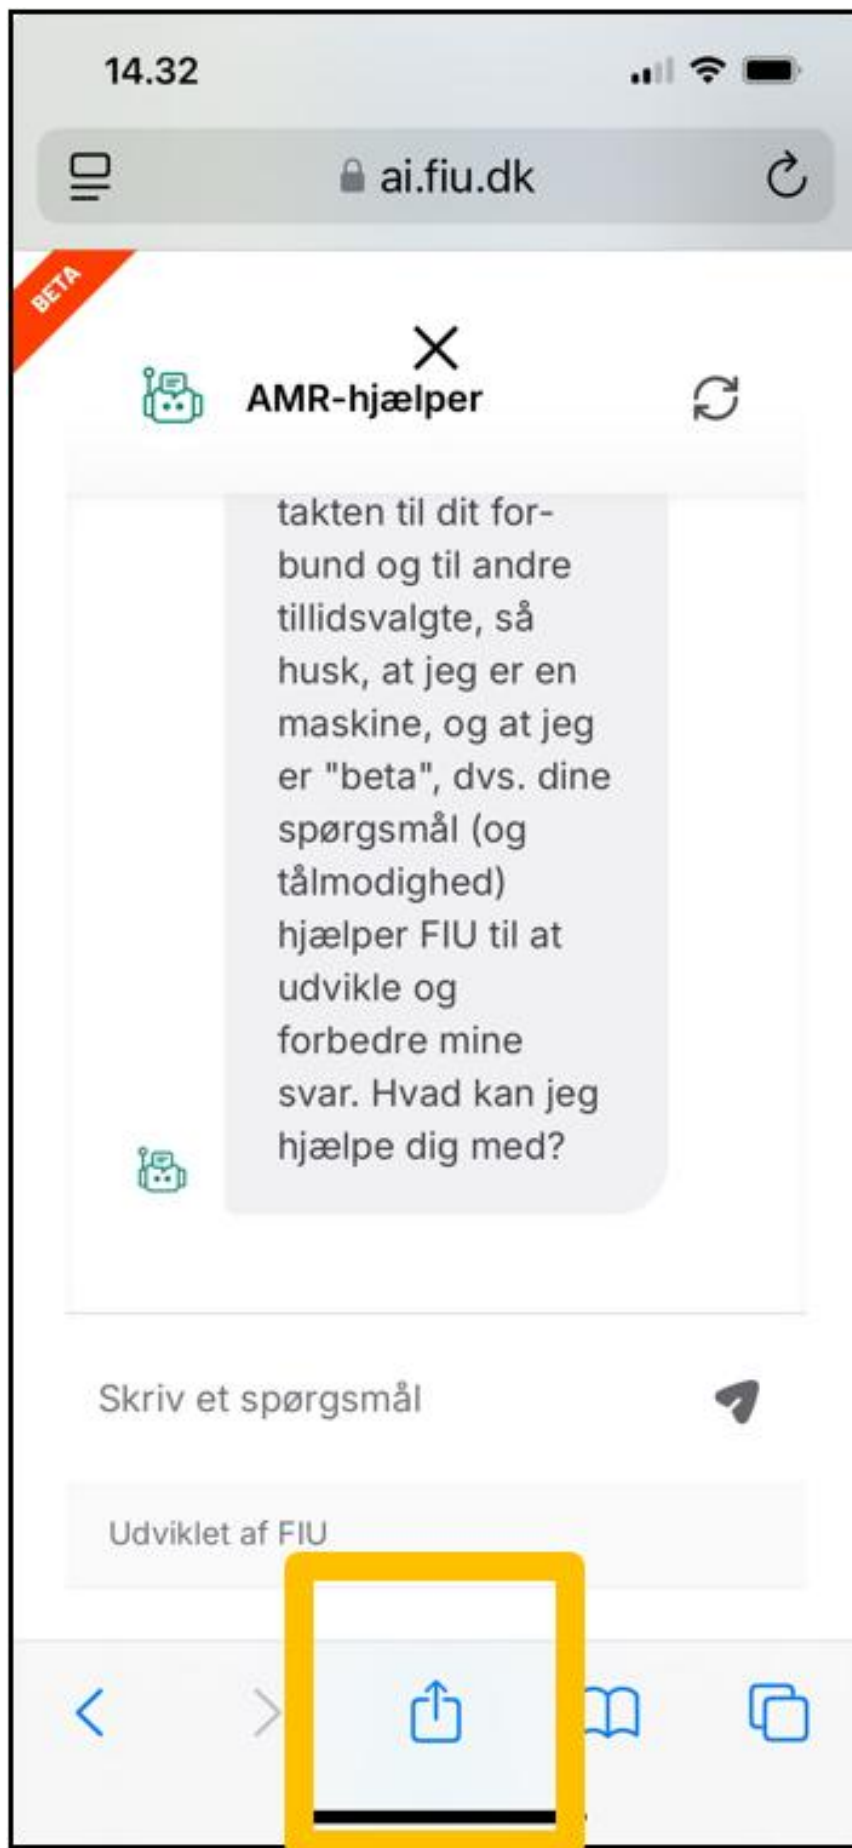 14.32
ai.fiu.dk
BETA
AMR-hjælper
takten til dit for-
bund og til andre
tillidsvalgte, så
husk, at jeg er en
maskine, og at jeg
er "beta", dvs. dine
spørgsmål (og
tålmodighed)
hjælper FIU til at
udvikle og
forbedre mine
svar. Hvad kan jeg
hjælpe dig med?
Skriv et spørgsmål
Udviklet af FIU